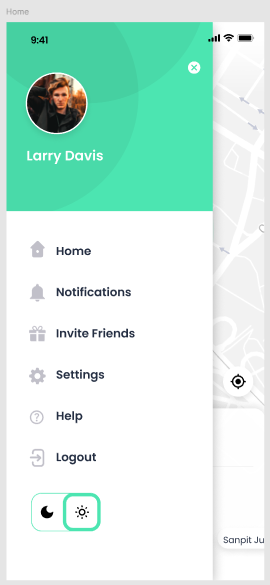 Home
9:41
Larry Davis
Home
Notifications
Invite Friends
Settings
Help
Logout
Sanpit Ju